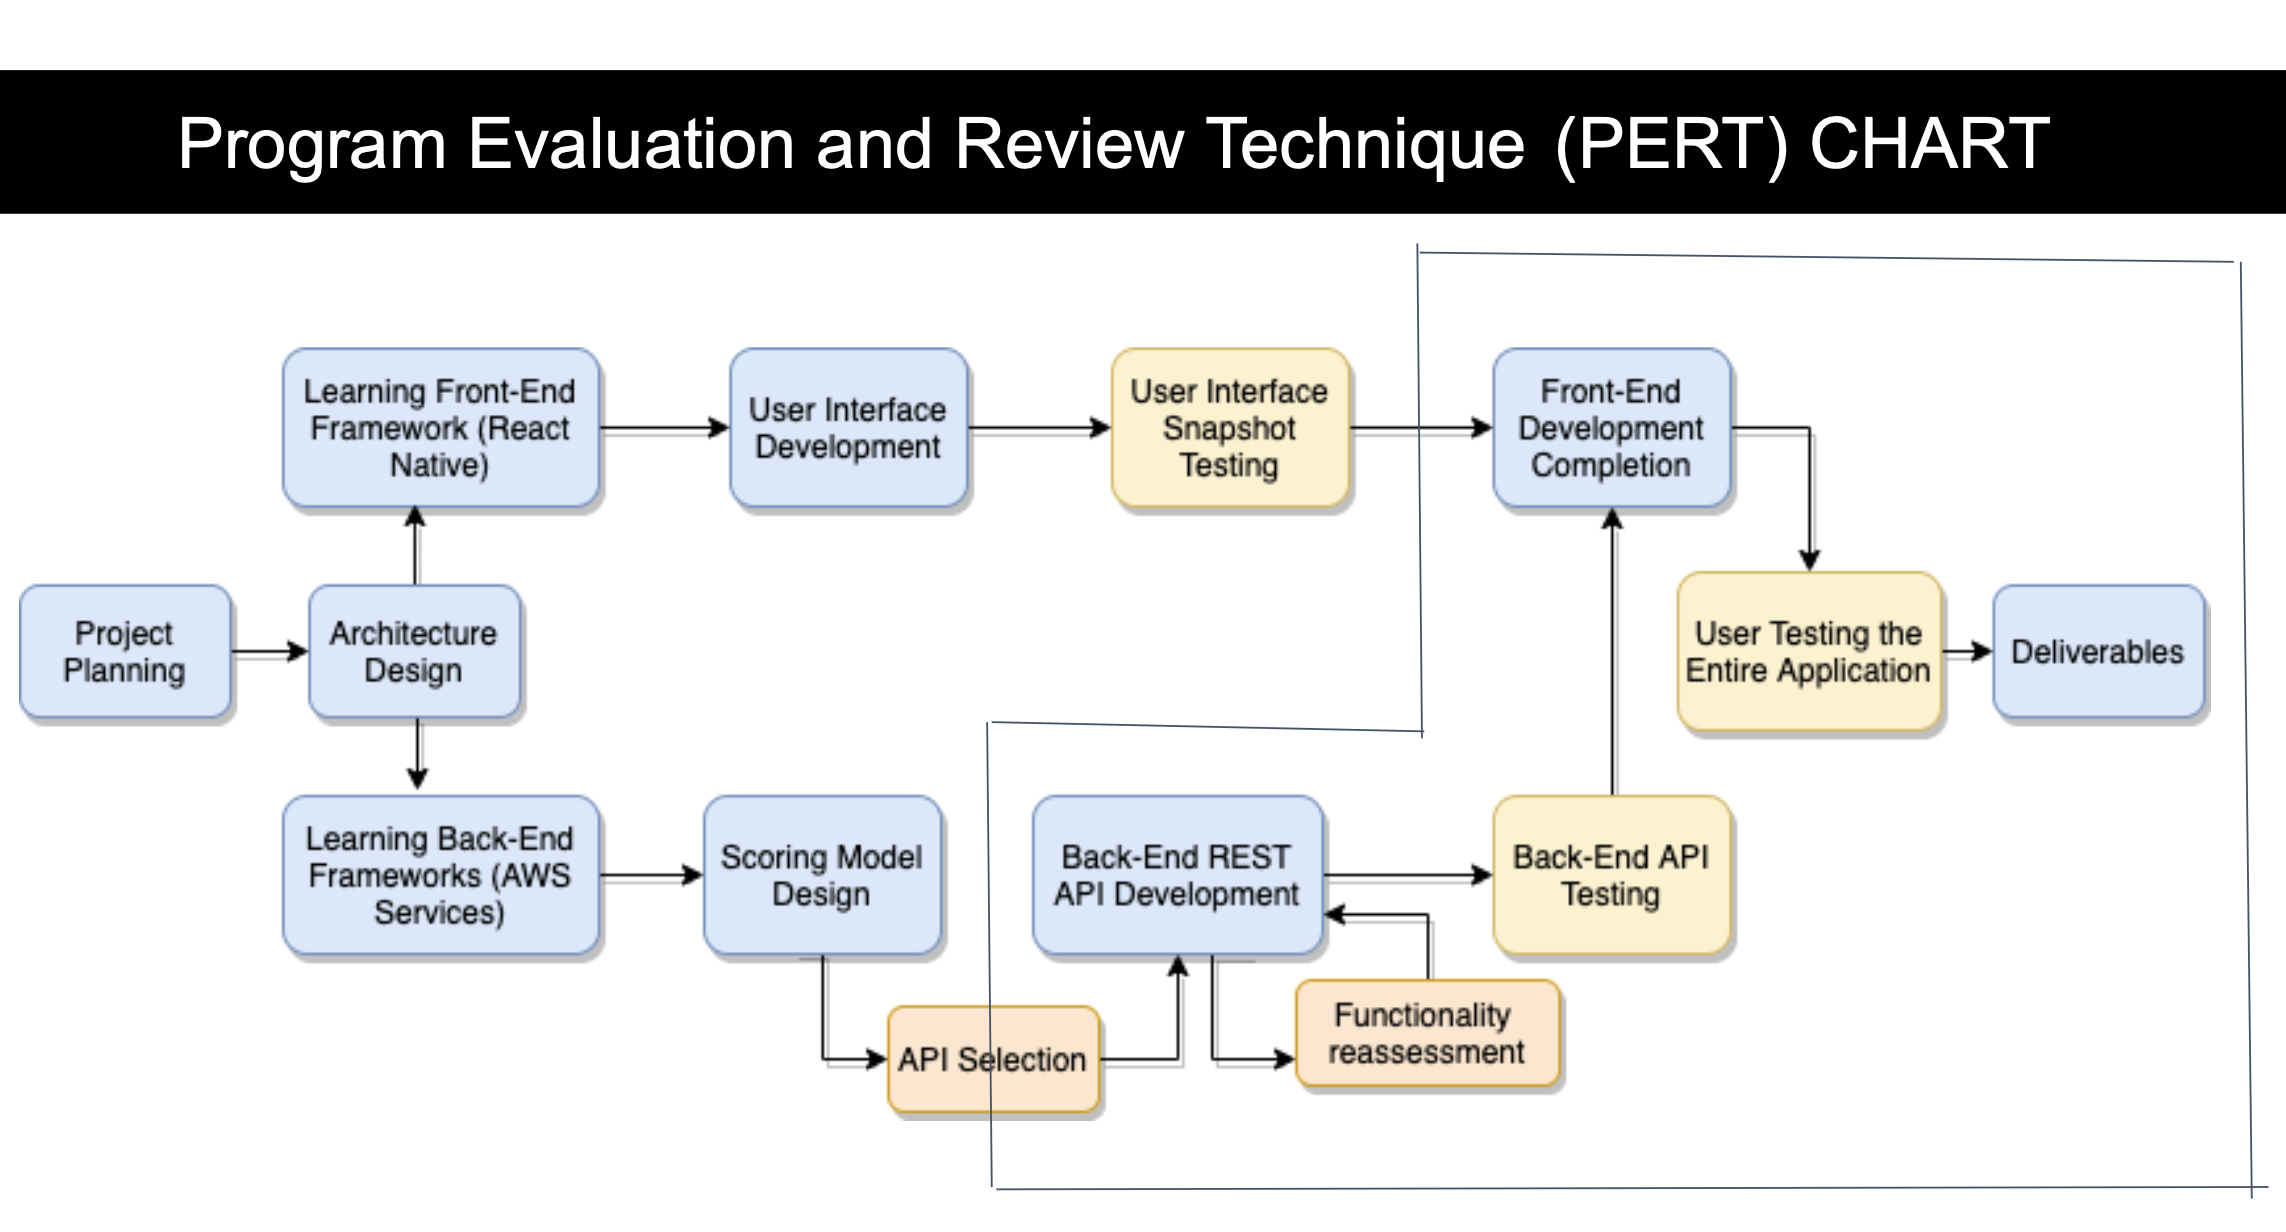 Program Evaluation and Review Technique (PERT) CHART
Learning Front-End
Framework (React
Native)
User Interface
Development
User Interface
Snapshot
Testing
Front-End
Development
Completion
Project
Planning
Architecture
Design
User Testing the
Entire Application
Deliverables
Learning Back-End
Frameworks (AWS
Services)
Scoring Model
Design
Back-End REST
API Development
Back-End API
Testing
API Selection
Functionality
reassessment